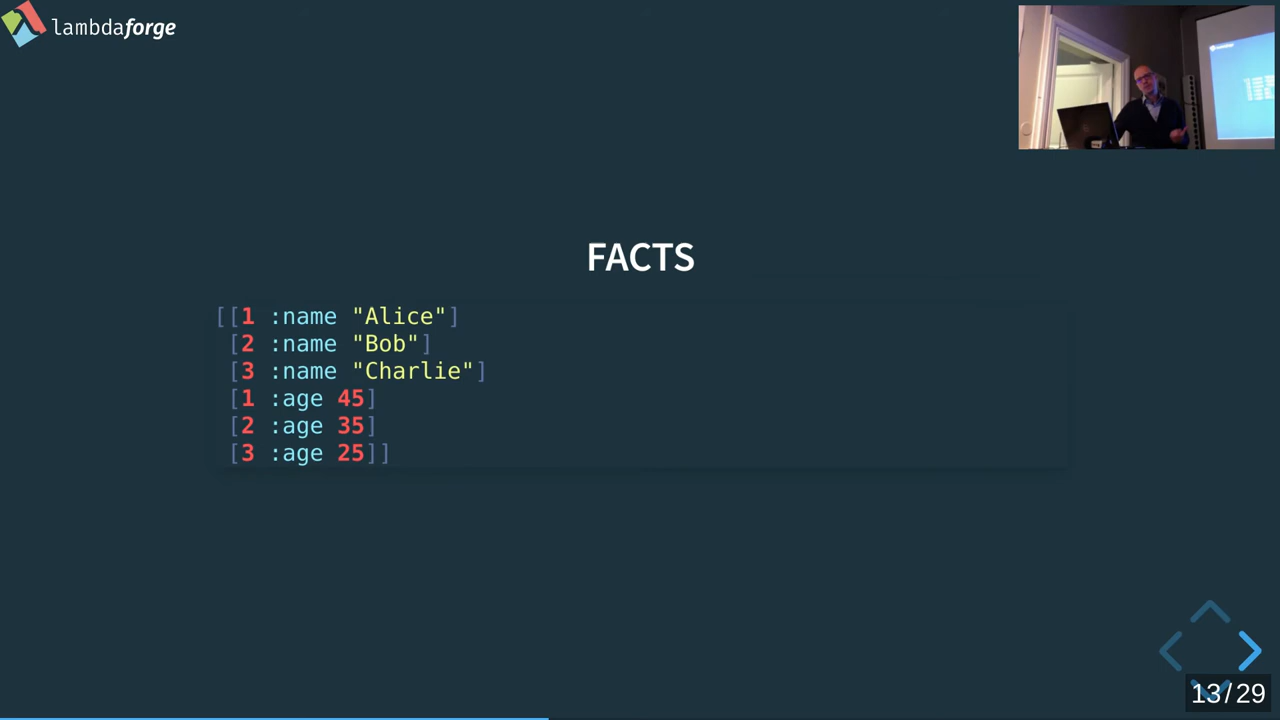 lambdaforge
FACTS
[[1 :name "Alice"]
[2 :name "Bob"]
[3 :name "Charlie"]
[1 :age 45]
[2 :age 35]
[3 :age 25]]
13/29